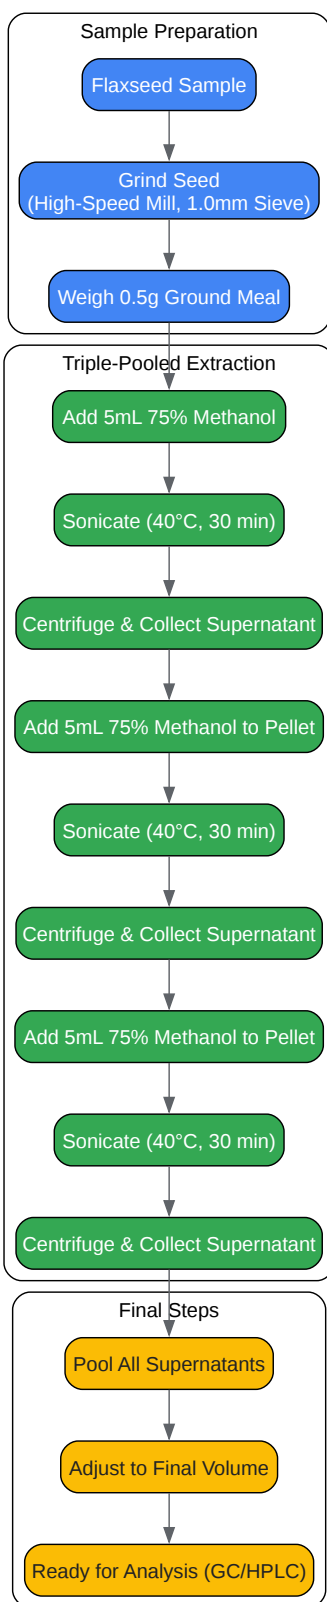 Sample Preparation
Flaxseed Sample
Grind Seed
(High-Speed Mill, 1.0mm Sieve)
Weigh 0.5g Ground Meal
Triple-Pooled Extraction
Add 5mL 75% Methanol
Sonicate (40°C, 30 min)
Centrifuge & Collect Supernatant
Add 5mL 75% Methanol to Pellet
Sonicate (40°C, 30 min)
Centrifuge & Collect Supernatant
Add 5mL 75% Methanol to Pellet
Sonicate (40°C, 30 min)
Centrifuge & Collect Supernatant
Final Steps
Pool All Supernatants
Adjust to Final Volume
Ready for Analysis (GC/HPLC)